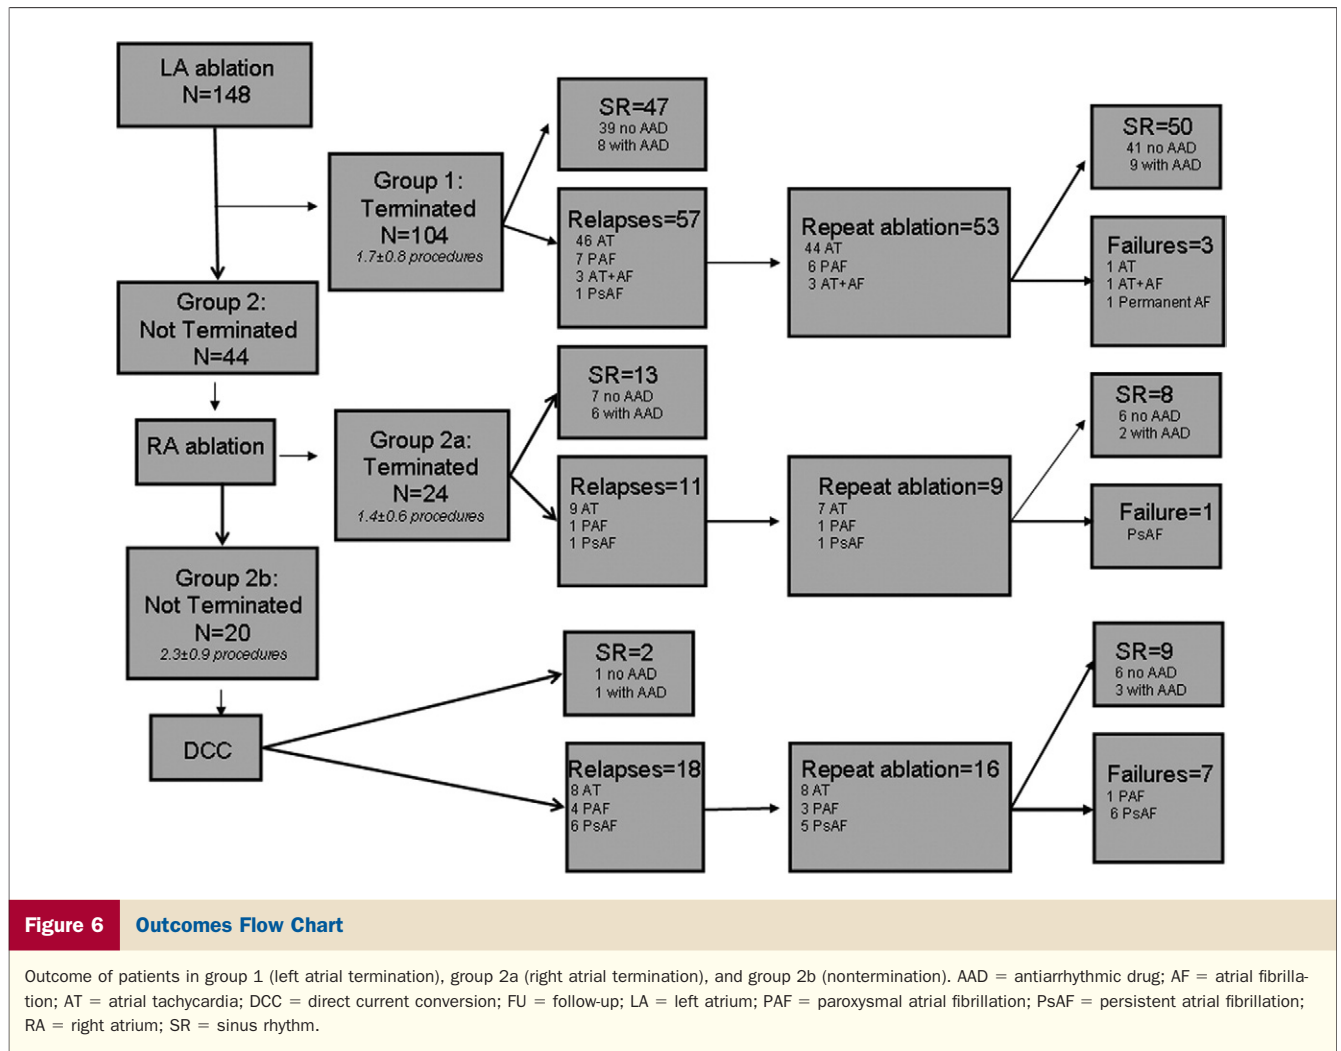 LA ablation
N=148
Group 1:
Terminated
N=104
1.7±0.8 procedures
SR=47
39 no AAD
8 with AAD
Relapses=57
46 AT
7 PAF
3 AT+AF
1 PsAF
Repeat ablation=53
44 AT
6 PAF
3 AT+AF
SR=50
41 no AAD
9 with AAD
Failures=3
1 AT
1 AT+AF
1 Permanent AF
Group 2:
Not Terminated
N=44
RA ablation
Group 2a:
Terminated
N=24
1.4±0.6 procedures
SR=13
7 no AAD
6 with AAD
Relapses=11
9 AT
1 PAF
1 PsAF
Repeat ablation=9
7 AT
1 PAF
1 PsAF
SR=8
6 no AAD
2 with AAD
Failure=1
PsAF
Group 2b:
Not Terminated
N=20
2.3±0.9 procedures
DCC
SR=2
1 no AAD
1 with AAD
Relapses=18
8 AT
4 PAF
6 PsAF
Repeat ablation=16
8 AT
3 PAF
5 PsAF
SR=9
6 no AAD
3 with AAD
Failures=7
1 PAF
6 PsAF
Figure 6 Outcomes Flow Chart
Outcome of patients in group 1 (left atrial termination), group 2a (right atrial termination), and group 2b (nontermination). AAD = antiarrhythmic drug; AF = atrial fibrilla-
tion; AT = atrial tachycardia; DCC = direct current conversion; FU = follow-up; LA = left atrium; PAF = paroxysmal atrial fibrillation; PsAF = persistent atrial fibrillation;
RA = right atrium; SR = sinus rhythm.